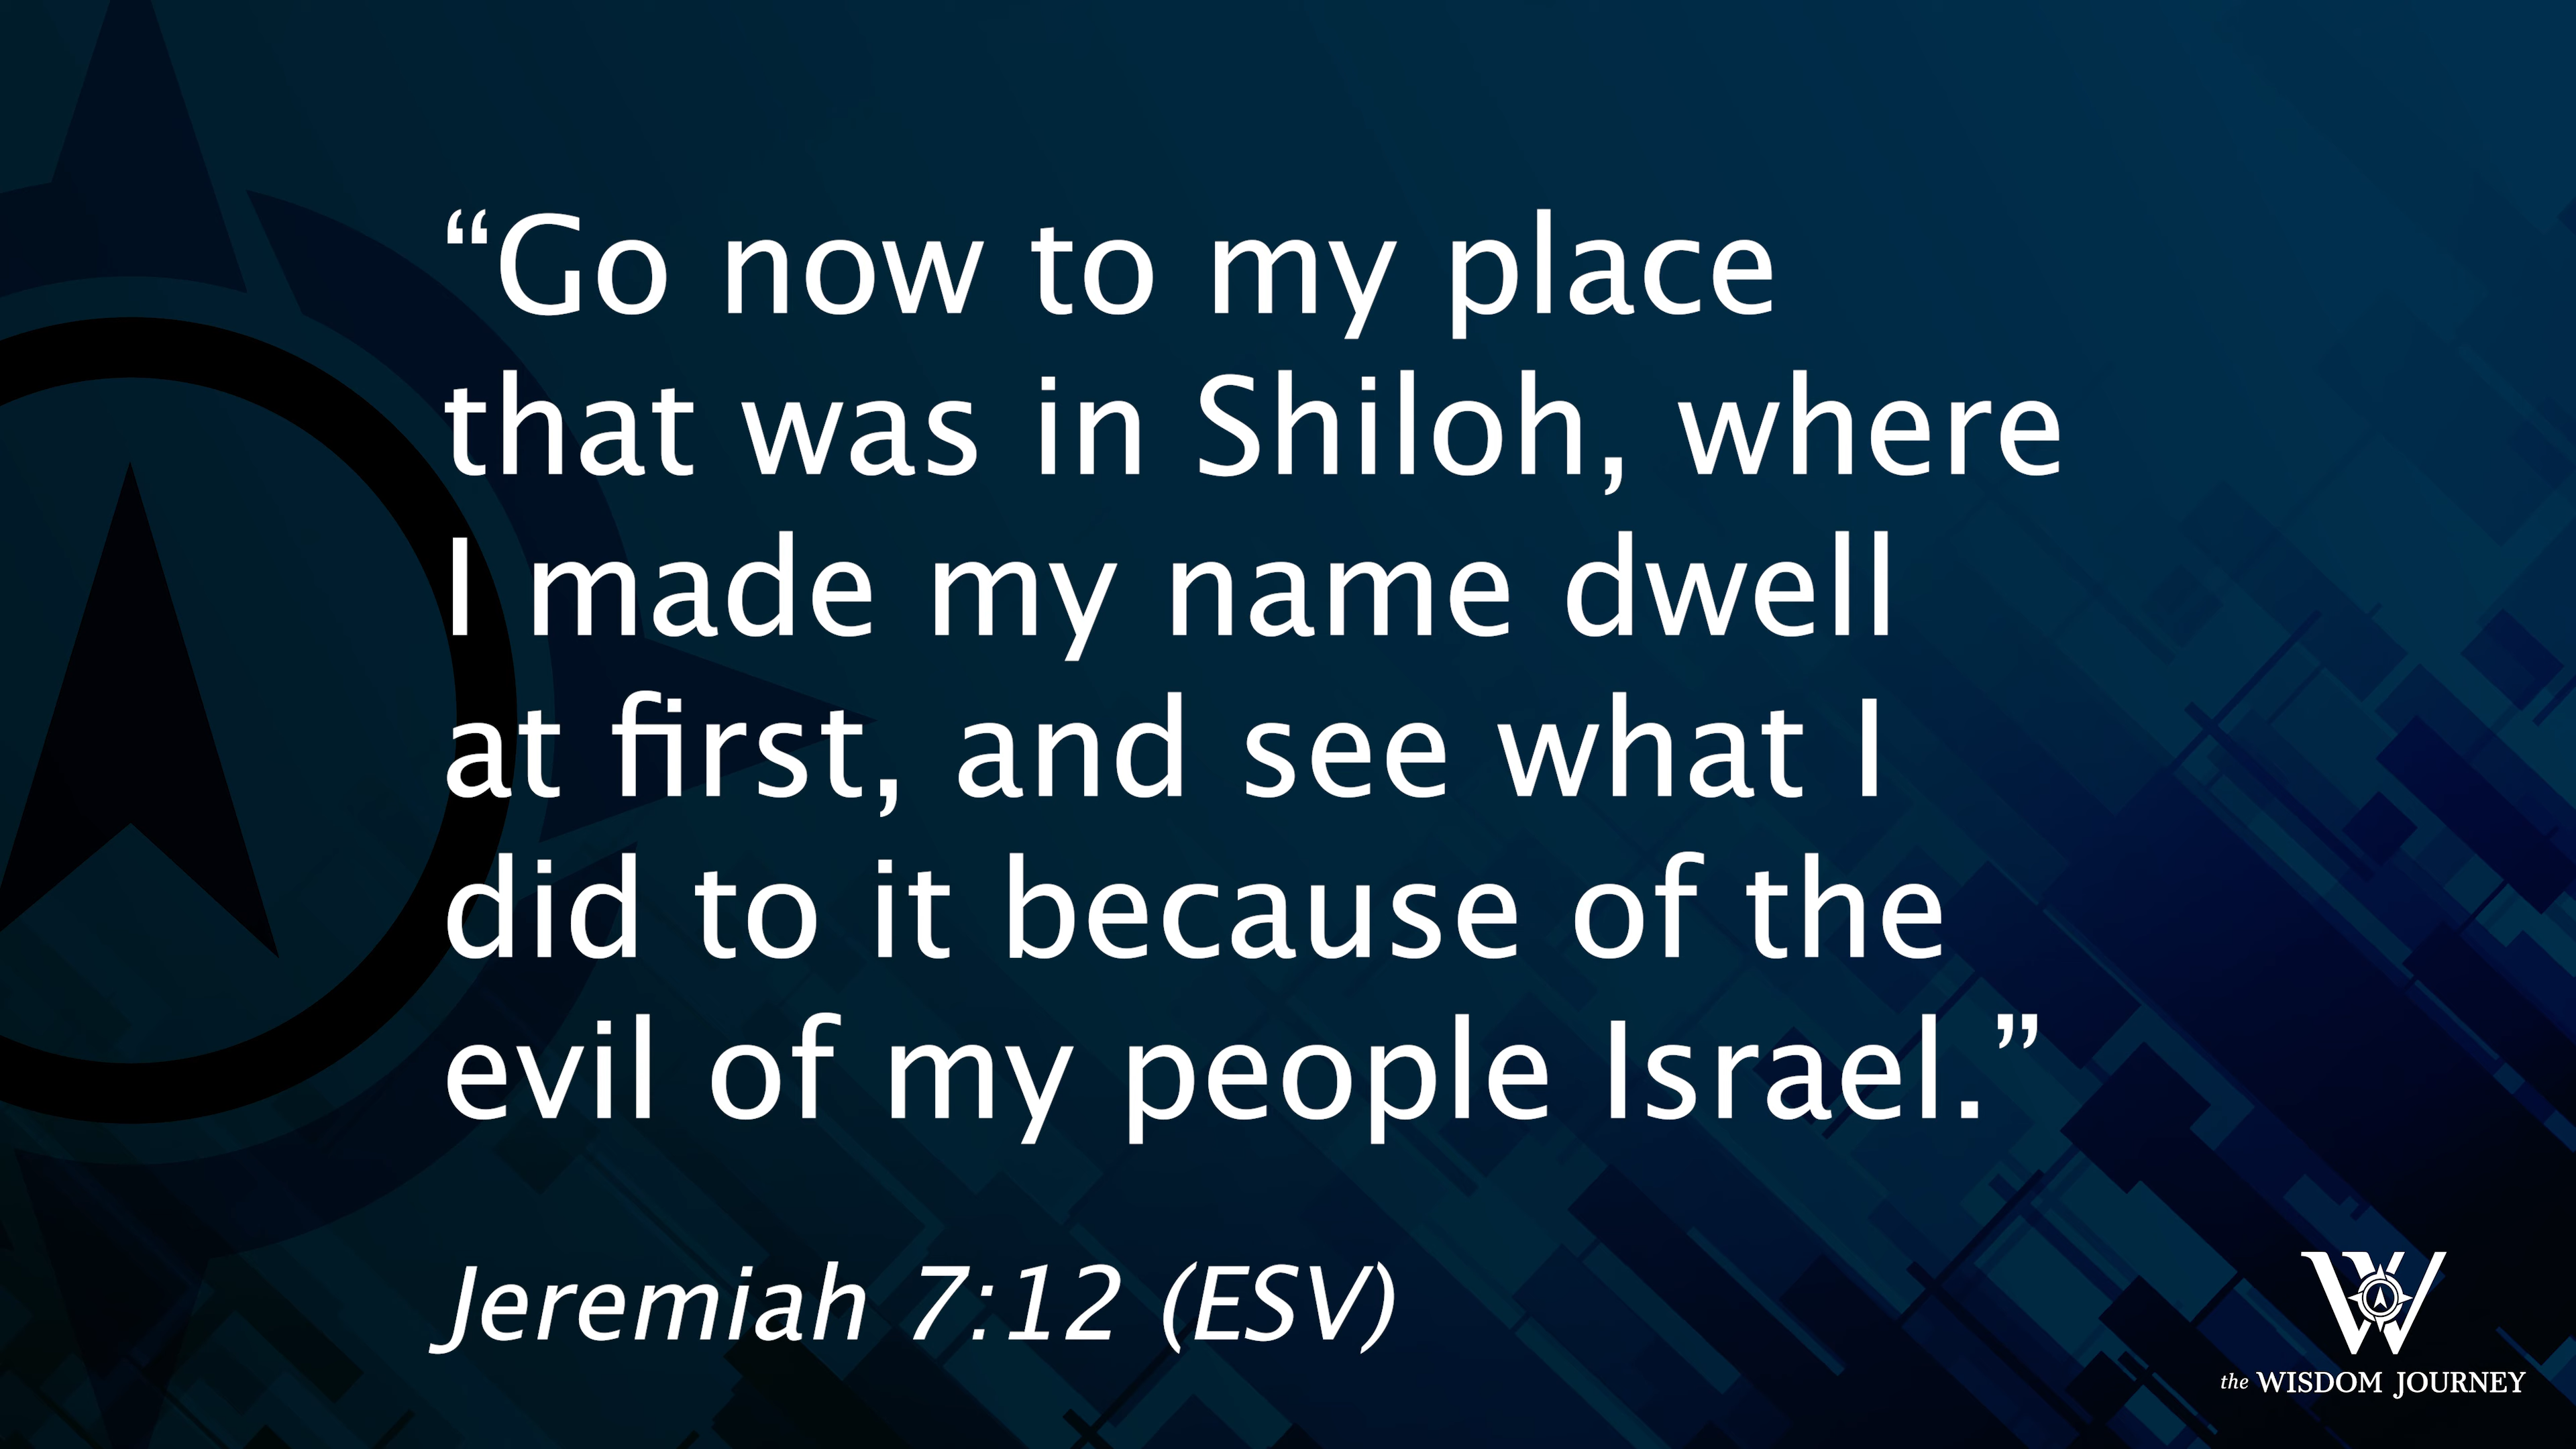 “Go now to my place
that was in Shiloh, where
I made my name dwell
at first, and see what I
did to it because of the
evil of my people Israel.”
Jeremiah 7:12 (ESV)
W
the WISDOM JOURNEY